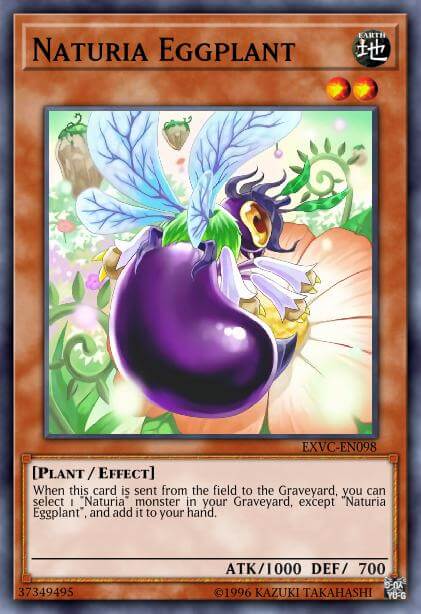 NATURIA EGGPLANT
EARTH
地
EXVC-EN098
[PLANT / EFFECT]
When this card is sent from the field to the Graveyard, you can
select 1 "Naturia" monster in your Graveyard, except "Naturia
Eggplant", and add it to your hand.
ATK/1000 DEF/ 700
37349495
©1996 KAZUKI TAKAHASHI